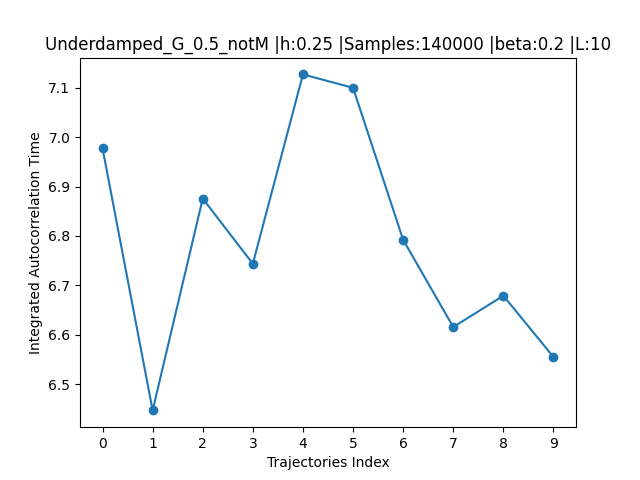 Underdamped_G_0.5_notM |h:0.25 |Samples:140000 |beta:0.2 |L:10
7.1
7.0
6.9
6.8
6.7
6.6
6.5
Integrated Autocorrelation Time
0 1 2 3 4 5 6 7 8 9
Trajectories Index